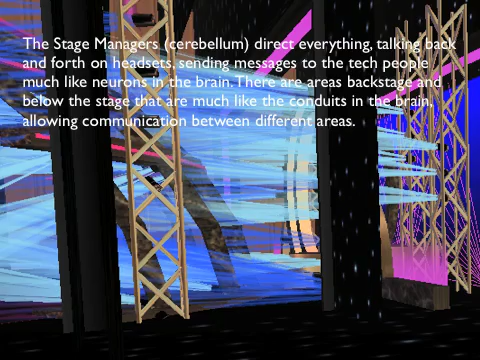 The Stage Managers (cerebellum) direct everything, talking back
and forth on headsets, sending messages to the tech people
much like neurons in the brain. There are areas backstage and
below the stage that are much like the conduits in the brain,
allowing communication between different areas.